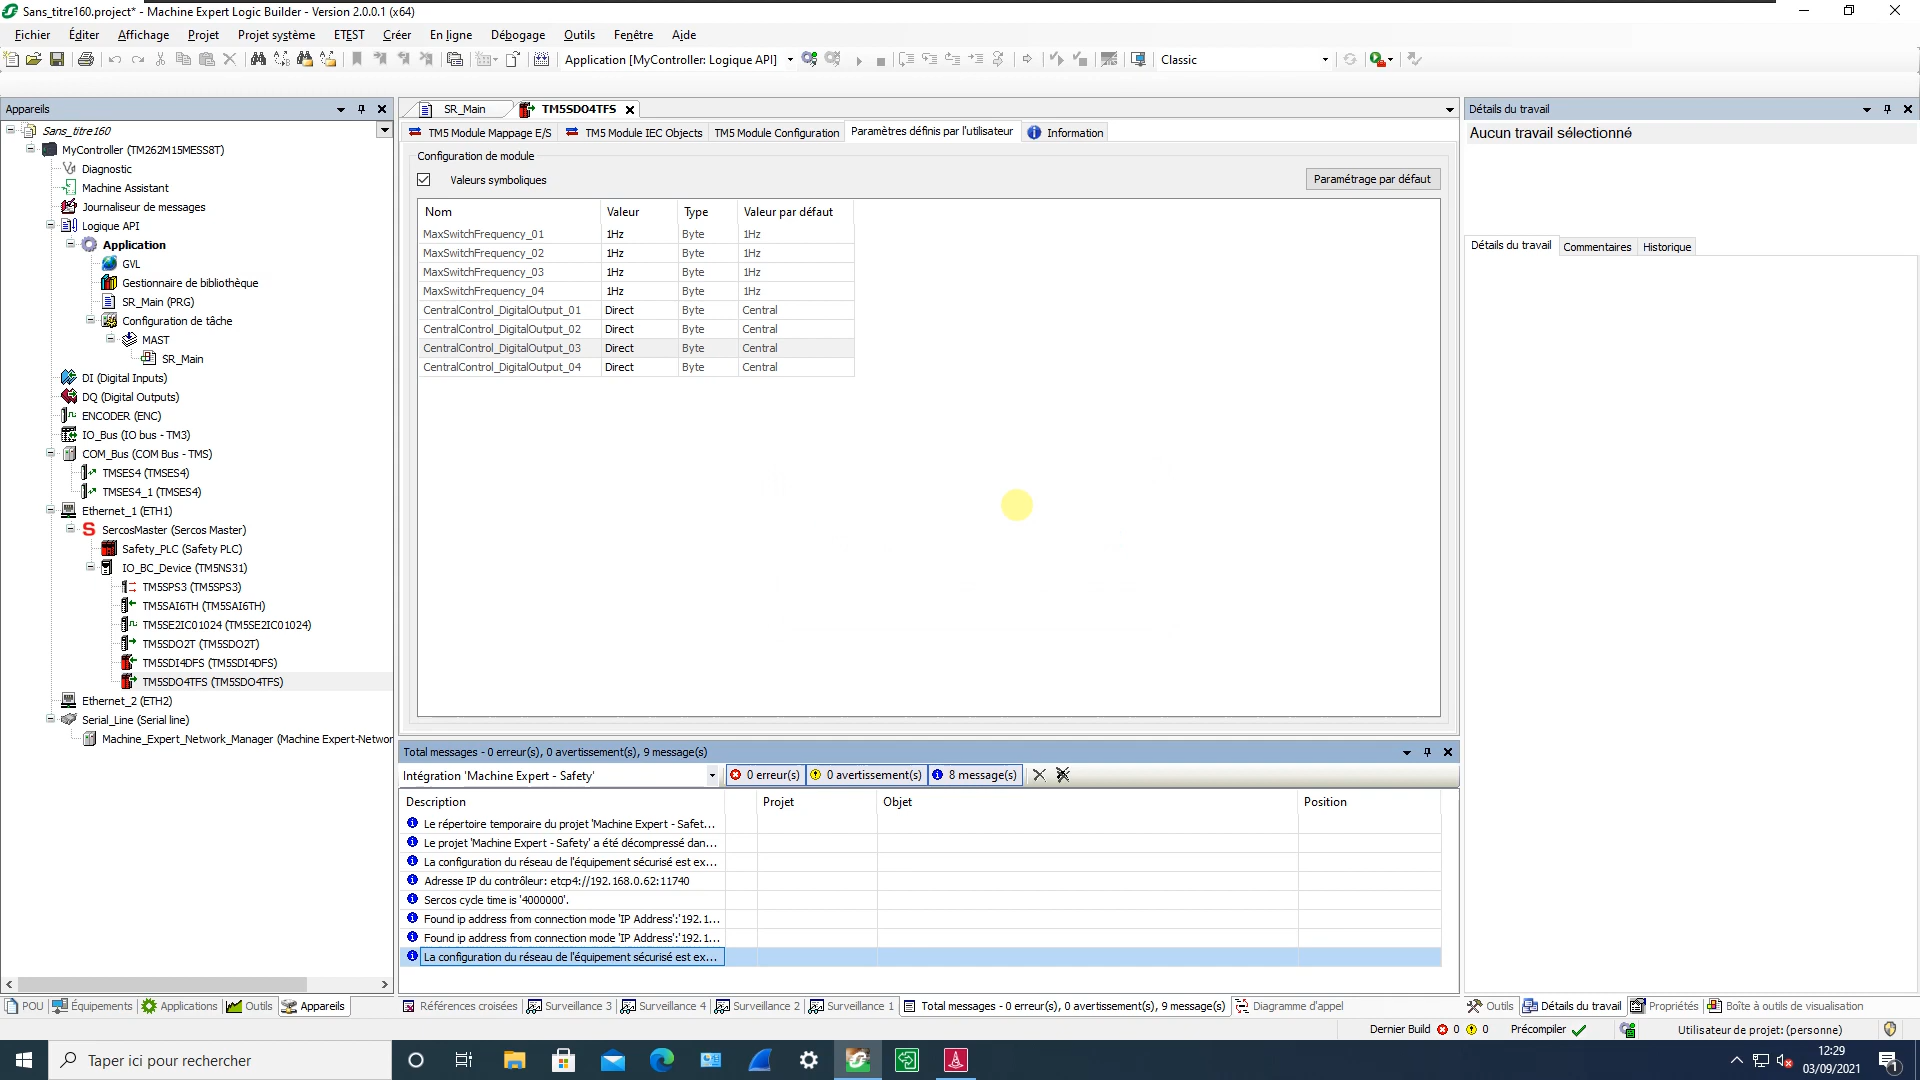 Sans_titre160.project* - Machine Expert Logic Builder - Version 2.0.0.1 (x64)
Fichier Éditer Affichage Projet Projet système ETEST Créer En ligne Débogage Outils Fenêtre Aide
Application [MyController: Logique API] Classic
Appareils
Sans_titre160
MyController (TM262M15MESS8T)
Diagnostic
Machine Assistant
Journaliseur de messages
Logique API
Application
GVL
Gestionnaire de bibliothèque
SR_Main (PRG)
Configuration de tâche
MAST
SR_Main
DI (Digital Inputs)
DQ (Digital Outputs)
ENCODER (ENC)
IO_Bus (IO bus - TM3)
COM_Bus (COM Bus - TMS)
TMSES4 (TMSES4)
TMSES4_1 (TMSES4)
Ethernet_1 (ETH1)
SercosMaster (Sercos Master)
Safety_PLC (Safety PLC)
IO_BC_Device (TM5NS31)
TM5SPS3 (TM5SPS3)
TM5SAI6TH (TM5SAI6TH)
TM5SE2IC01024 (TM5SE2IC01024)
TM5SDO2T (TM5SDO2T)
TM5SDI4DFS (TM5SDI4DFS)
TM5SDO4TFS (TM5SDO4TFS)
Ethernet_2 (ETH2)
Serial_Line (Serial line)
Machine_Expert_Network_Manager (Machine Expert-Networ
POU Équipements Applications Outils Appareils
SR_Main TM5SDO4TFS
TM5 Module Mappage E/S TM5 Module IEC Objects TM5 Module Configuration Paramètres définis par l'utilisateur Information
Configuration de module
Valeurs symboliques Paramétrage par défaut
Nom Valeur Type Valeur par défaut
MaxSwitchFrequency_01 1Hz Byte 1Hz
MaxSwitchFrequency_02 1Hz Byte 1Hz
MaxSwitchFrequency_03 1Hz Byte 1Hz
MaxSwitchFrequency_04 1Hz Byte 1Hz
CentralControl_DigitalOutput_01 Direct Byte Central
CentralControl_DigitalOutput_02 Direct Byte Central
CentralControl_DigitalOutput_03 Direct Byte Central
CentralControl_DigitalOutput_04 Direct Byte Central
Total messages - 0 erreur(s), 0 avertissement(s), 9 message(s)
Intégration 'Machine Expert - Safety' 0 erreur(s) 0 avertissement(s) 8 message(s)
Description Projet Objet Position
Le répertoire temporaire du projet 'Machine Expert - Safet...
Le projet 'Machine Expert - Safety' a été décompressé dan...
La configuration du réseau de l'équipement sécurisé est ex...
Adresse IP du contrôleur: etcp4://192.168.0.62:11740
Sercos cycle time is '4000000'.
Found ip address from connection mode 'IP Address':'192.1...
Found ip address from connection mode 'IP Address':'192.1...
La configuration du réseau de l'équipement sécurisé est ex...
Références croisées Surveillance 3 Surveillance 4 Surveillance 2 Surveillance 1 Total messages - 0 erreur(s), 0 avertissement(s), 9 message(s) Diagramme d'appel
Détails du travail
Aucun travail sélectionné
Détails du travail Commentaires Historique
Outils Détails du travail Propriétés Boîte à outils de visualisation
Dernier Build 0 0 Précompiler Utilisateur de projet: (personne)
Taper ici pour rechercher
12:29
03/09/2021
1